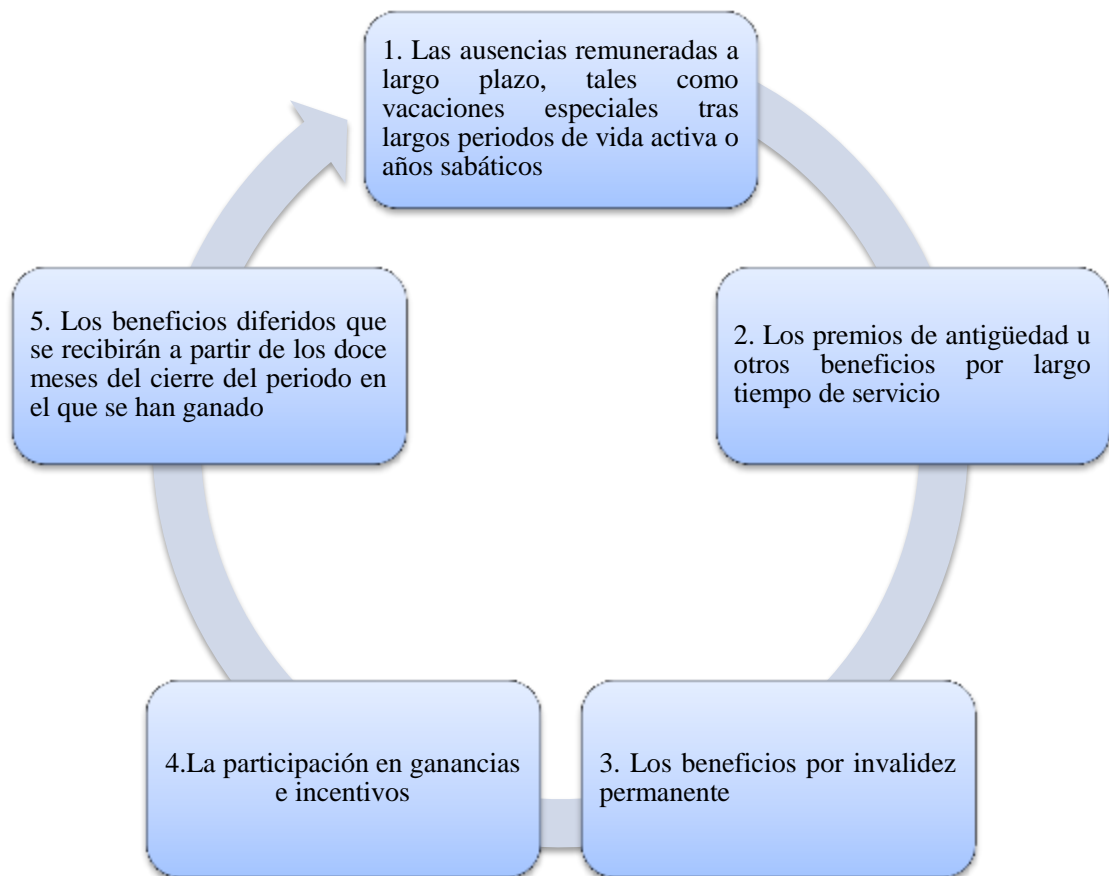 1. Las ausencias remuneradas a
largo plazo, tales como
vacaciones especiales tras
largos periodos de vida activa o
años sabáticos
2. Los premios de antigüedad u
otros beneficios por largo
tiempo de servicio
3. Los beneficios por invalidez
permanente
4.La participación en ganancias
e incentivos
5. Los beneficios diferidos que
se recibirán a partir de los doce
meses del cierre del periodo en
el que se han ganado